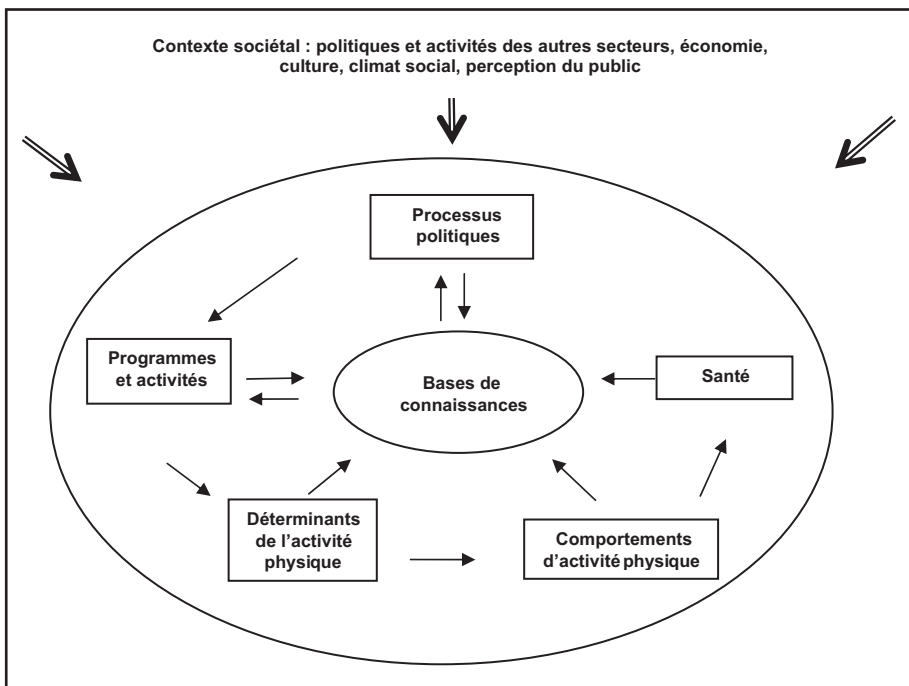 Contexte sociétal : politiques et activités des autres secteurs, économie,
culture, climat social, perception du public
Processus
politiques
Programmes
et activités
Bases de
connaissances
Santé
Déterminants
de l'activité
physique
Comportements
d'activité physique